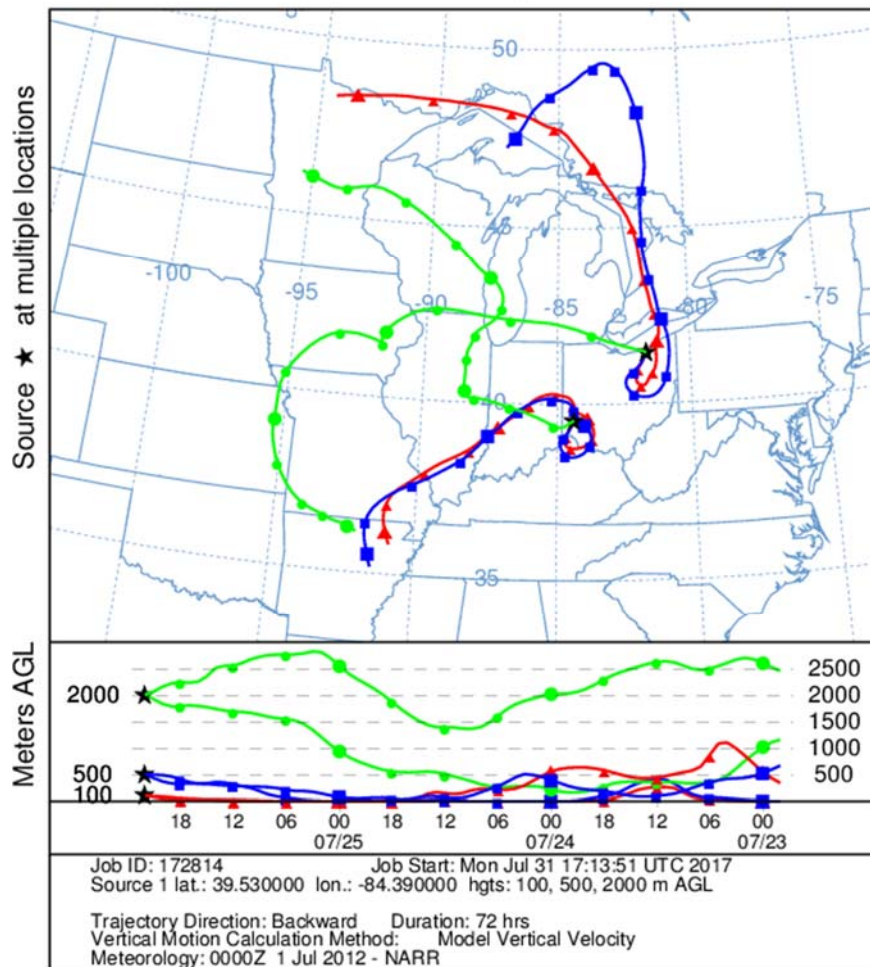 Source ★ at multiple locations
50
-100
-95
-90
-85
-80
-75
45
40
35
Meters AGL
2000
500
100
2500
2000
1500
1000
500
18 12 06 00 18 12 06 00 18 12 06 00
07/25 07/24 07/23
Job ID: 172814 Job Start: Mon Jul 31 17:13:51 UTC 2017
Source 1 lat.: 39.530000 lon.: -84.390000 hgts: 100, 500, 2000 m AGL
Trajectory Direction: Backward Duration: 72 hrs
Vertical Motion Calculation Method: Model Vertical Velocity
Meteorology: 0000Z 1 Jul 2012 - NARR